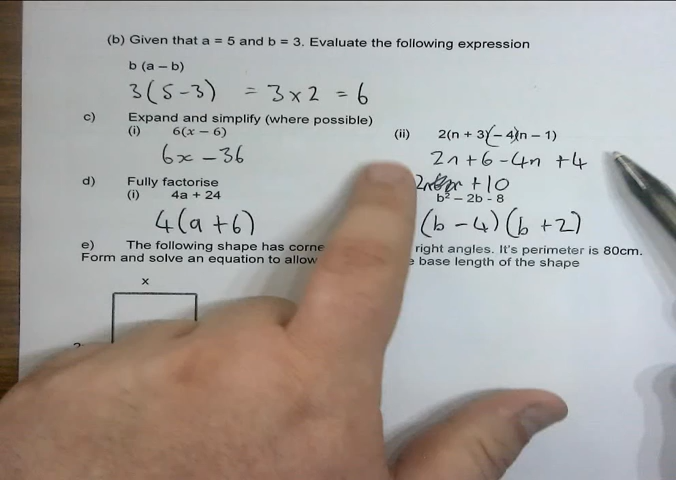 (b) Given that a = 5 and b = 3. Evaluate the following expression
b (a – b)
3(5-3) = 3×2 = 6
c) Expand and simplify (where possible)
(i) 6(x – 6) (ii) 2(n + 3)(– 4)(n – 1)
6x - 36 2n+6-4n +4
d) Fully factorise +10
(i) 4a + 24 b² – 2b - 8
4(a+6) (b-4)(b+2)
e) The following shape has right angles. It's perimeter is 80cm.
Form and solve an equation to allow base length of the shape
x